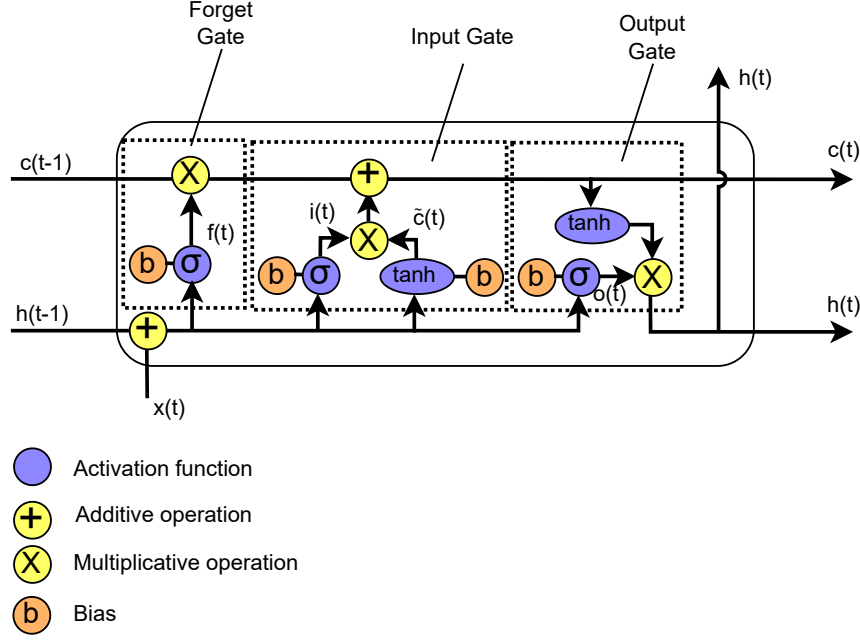 Forget
Gate
Input Gate
Output
Gate
h(t)
c(t-1)
X
+
c(t)
f(t)
i(t)
c̃(t)
tanh
X
b
σ
b
σ
tanh
b
b
σ
o(t)
X
h(t-1)
+
h(t)
x(t)
Activation function
+ Additive operation
X Multiplicative operation
b Bias